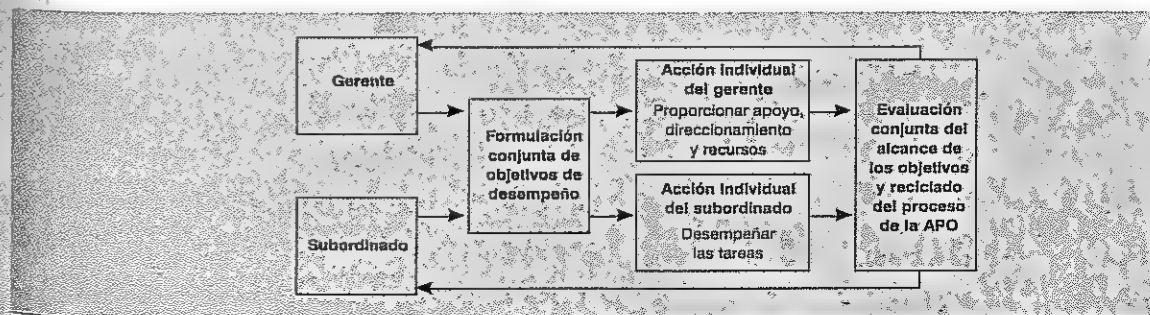 Gerente
Subordinado
Formulación
conjunta de
objetivos de
desempeño
Acción individual
del gerente
Proporcionar apoyo,
direccionamiento
y recursos
Acción individual
del subordinado
Desempeñar
las tareas
Evaluación
conjunta del
alcance de
los objetivos
y reciclado
del proceso
de la APO